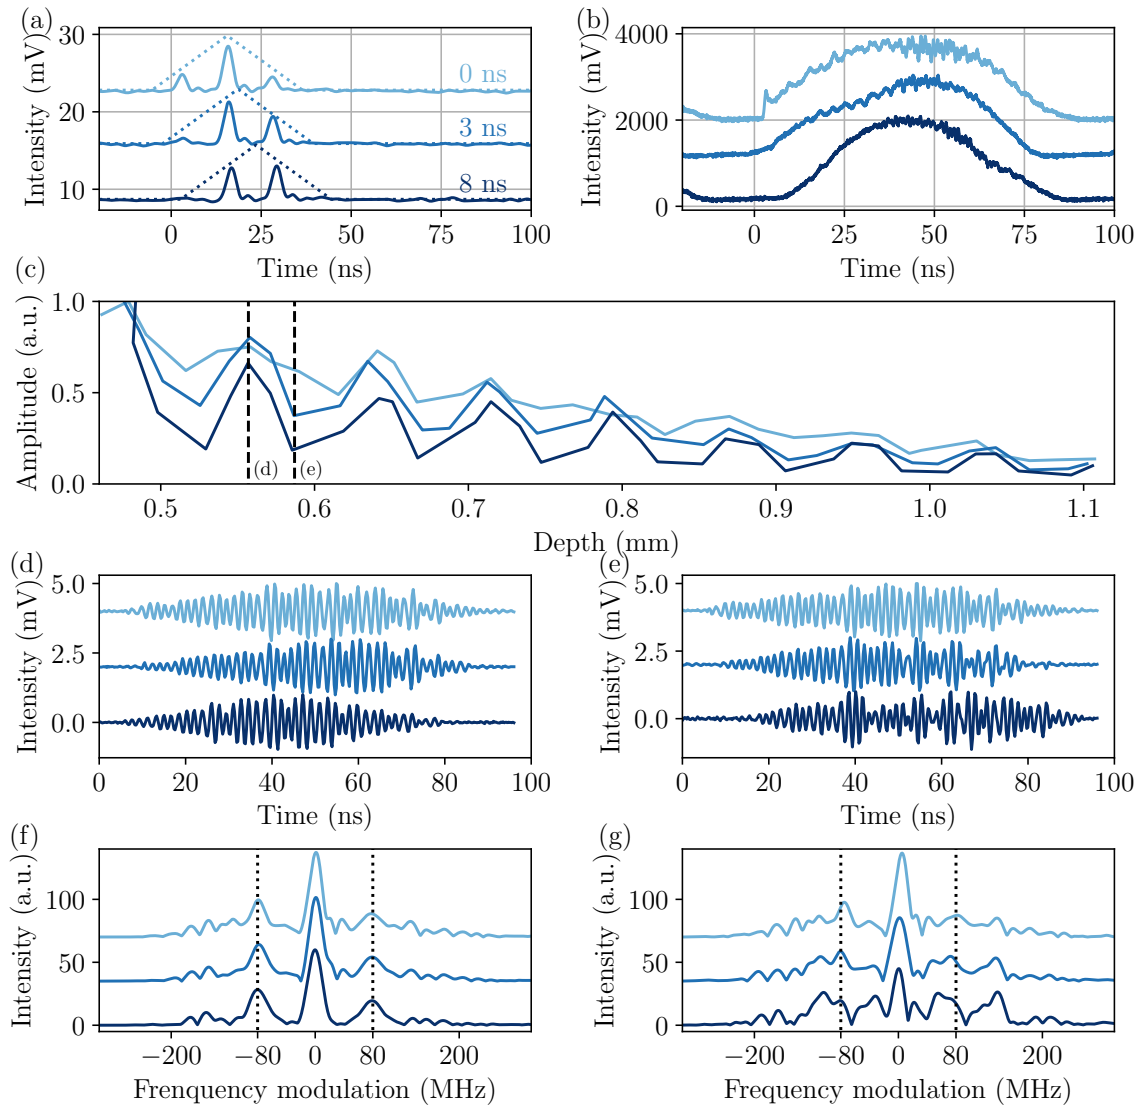 (a)
Intensity (mV)
30
20
10
0 ns
3 ns
8 ns
0
25
50
75
100
Time (ns)
(b)
Intensity (mV)
4000
2000
0
0
25
50
75
100
Time (ns)
(c)
Amplitude (a.u.)
1.0
0.5
0.0
(d)
(e)
0.5
0.6
0.7
0.8
0.9
1.0
1.1
Depth (mm)
(d)
Intensity (mV)
5.0
2.5
0.0
0
20
40
60
80
100
Time (ns)
(e)
Intensity (mV)
5.0
2.5
0.0
0
20
40
60
80
100
Time (ns)
(f)
Intensity (a.u.)
100
50
0
−200
−80
0
80
200
Frenquency modulation (MHz)
(g)
Intensity (a.u.)
100
50
0
−200
−80
0
80
200
Frequency modulation (MHz)